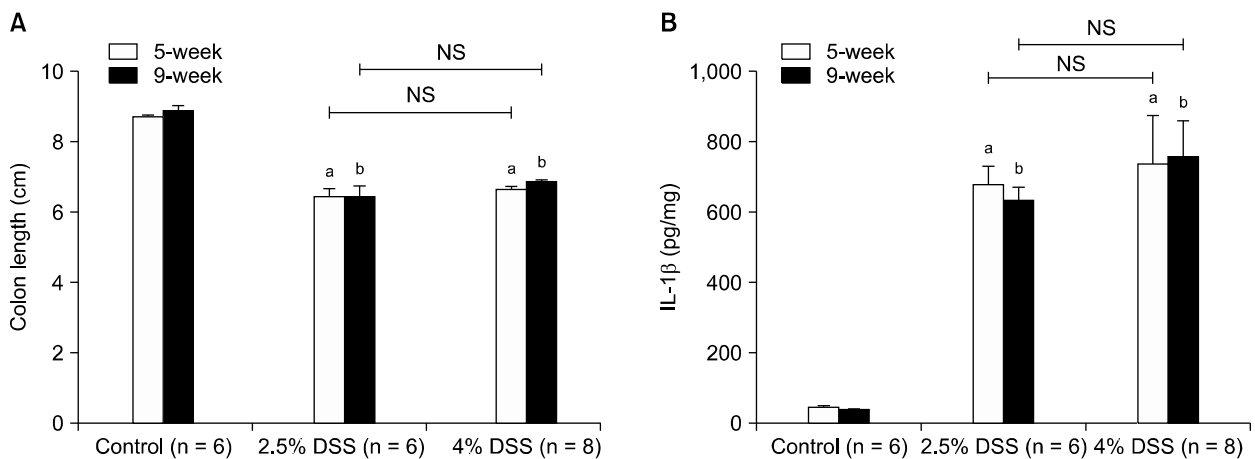 A
5-week
9-week
NS
NS
10
8
6
4
2
0
Colon length (cm)
a
b
a
b
Control (n = 6)
2.5% DSS (n = 6)
4% DSS (n = 8)
B
5-week
9-week
NS
NS
1,000
800
600
400
200
0
IL-1β (pg/mg)
a
b
a
b
Control (n = 6)
2.5% DSS (n = 6)
4% DSS (n = 8)